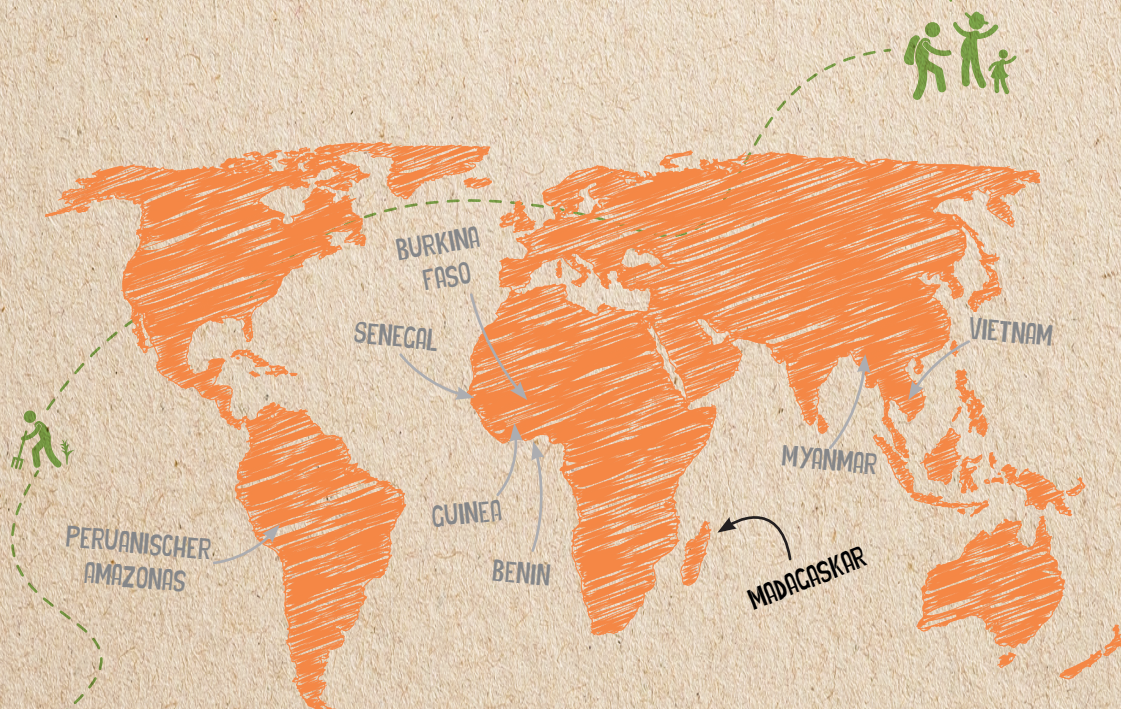 BURKINA
FASO
SENEGAL
VIETNAM
MYANMAR
GUINEA
PERUANISCHER
AMAZONAS
BENIN
MADAGASKAR